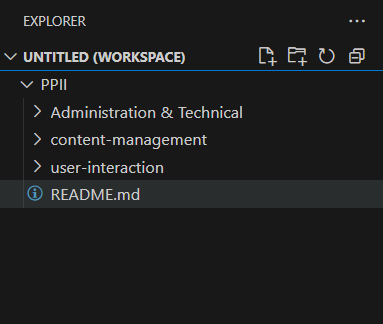 EXPLORER
UNTITLED (WORKSPACE)
PPII
Administration & Technical
content-management
user-interaction
README.md